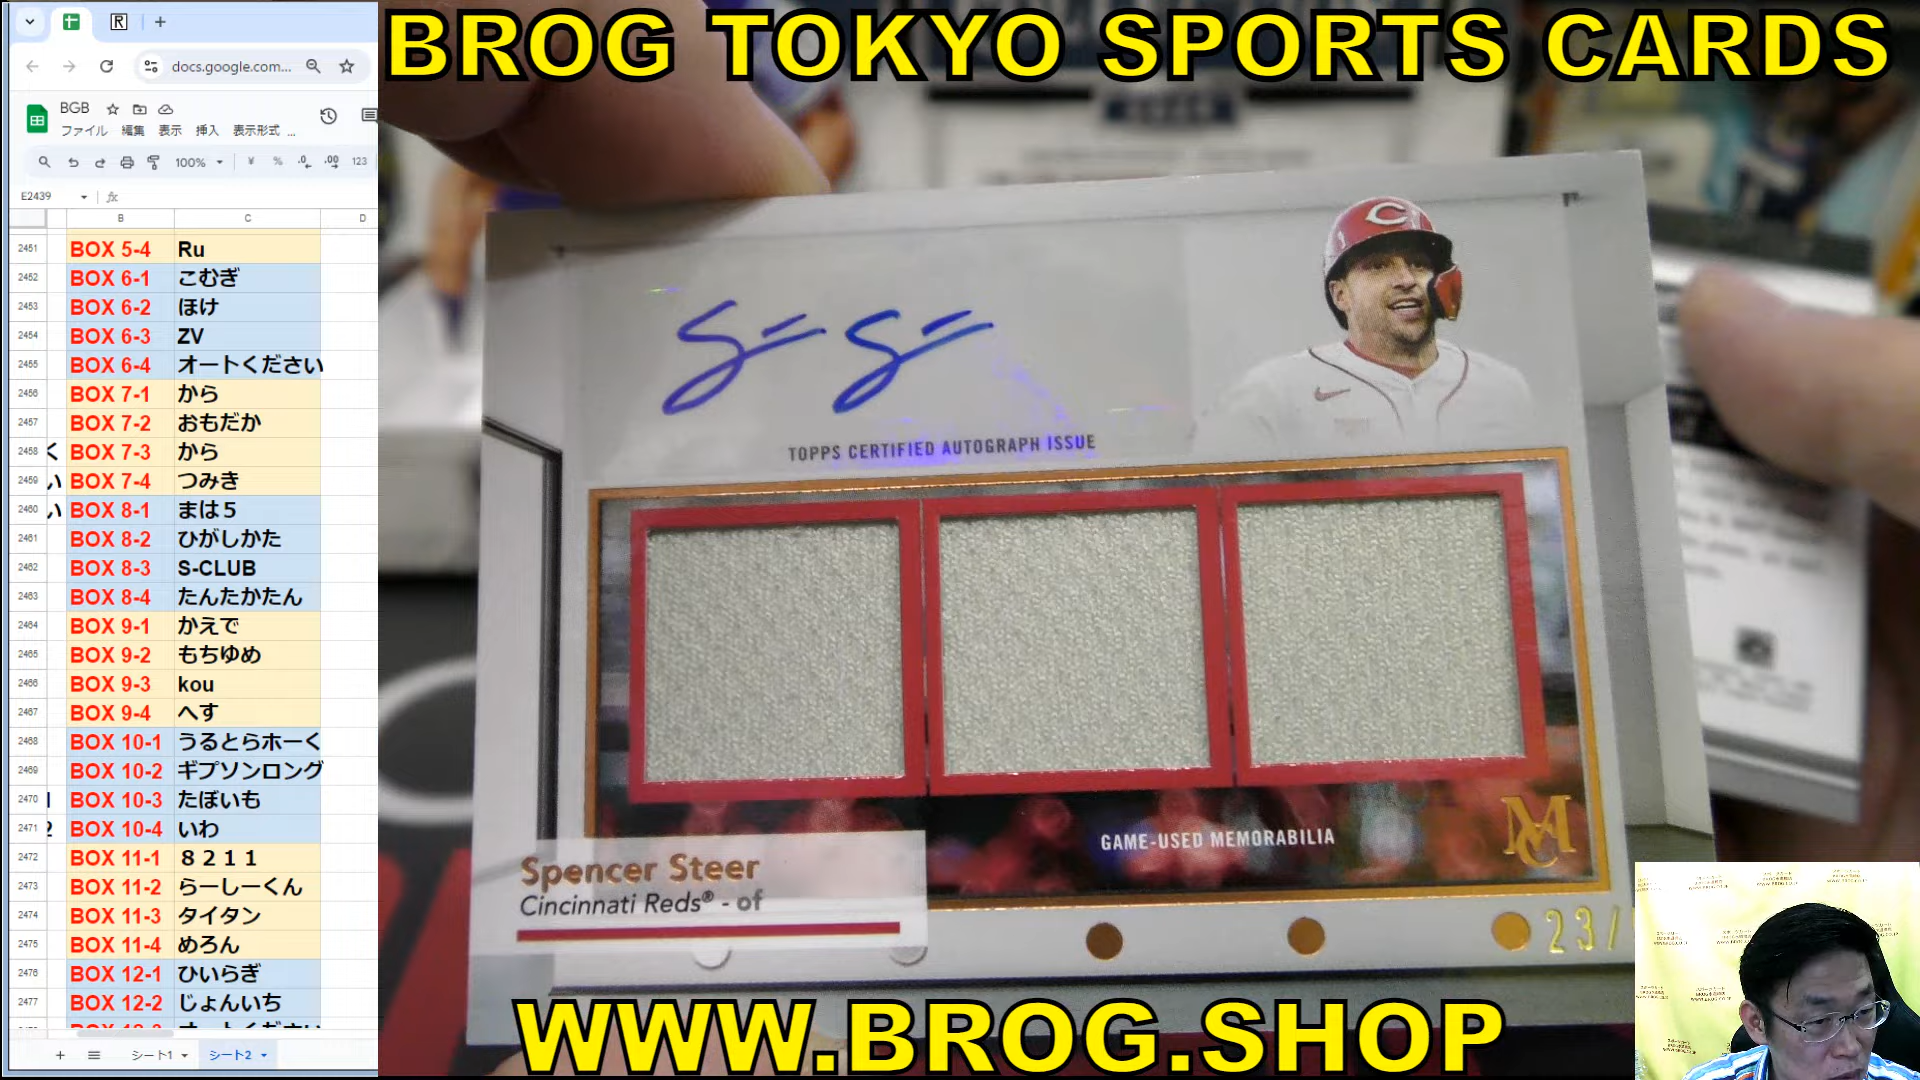 BROG TOKYO SPORTS CARDS
docs.google.com...
BGB
ファイル 編集 表示 挿入 表示形式 ...
100% ¥ % .0 .00 123
E2439 fx
B C D
2451 BOX 5-4 Ru
2452 BOX 6-1 こむぎ
2453 BOX 6-2 ほけ
2454 BOX 6-3 ZV
2455 BOX 6-4 オートください
2456 BOX 7-1 から
2457 BOX 7-2 おもだか
2458 く BOX 7-3 から
2459 い BOX 7-4 つみき
2460 い BOX 8-1 まは５
2461 BOX 8-2 ひがしかた
2462 BOX 8-3 S-CLUB
2463 BOX 8-4 たんたかたん
2464 BOX 9-1 かえで
2465 BOX 9-2 もちゆめ
2466 BOX 9-3 kou
2467 BOX 9-4 へす
2468 BOX 10-1 うるとらホーく
2469 BOX 10-2 ギプソンロング
2470 BOX 10-3 たぼいも
2471 2 BOX 10-4 いわ
2472 BOX 11-1 ８２１１
2473 BOX 11-2 らーしーくん
2474 BOX 11-3 タイタン
2475 BOX 11-4 めろん
2476 BOX 12-1 ひいらぎ
2477 BOX 12-2 じょんいち
シート1 シート2
C
TOPPS CERTIFIED AUTOGRAPH ISSUE
GAME-USED MEMORABILIA
MC
Spencer Steer
Cincinnati Reds® - of
23/
WWW.BROG.SHOP